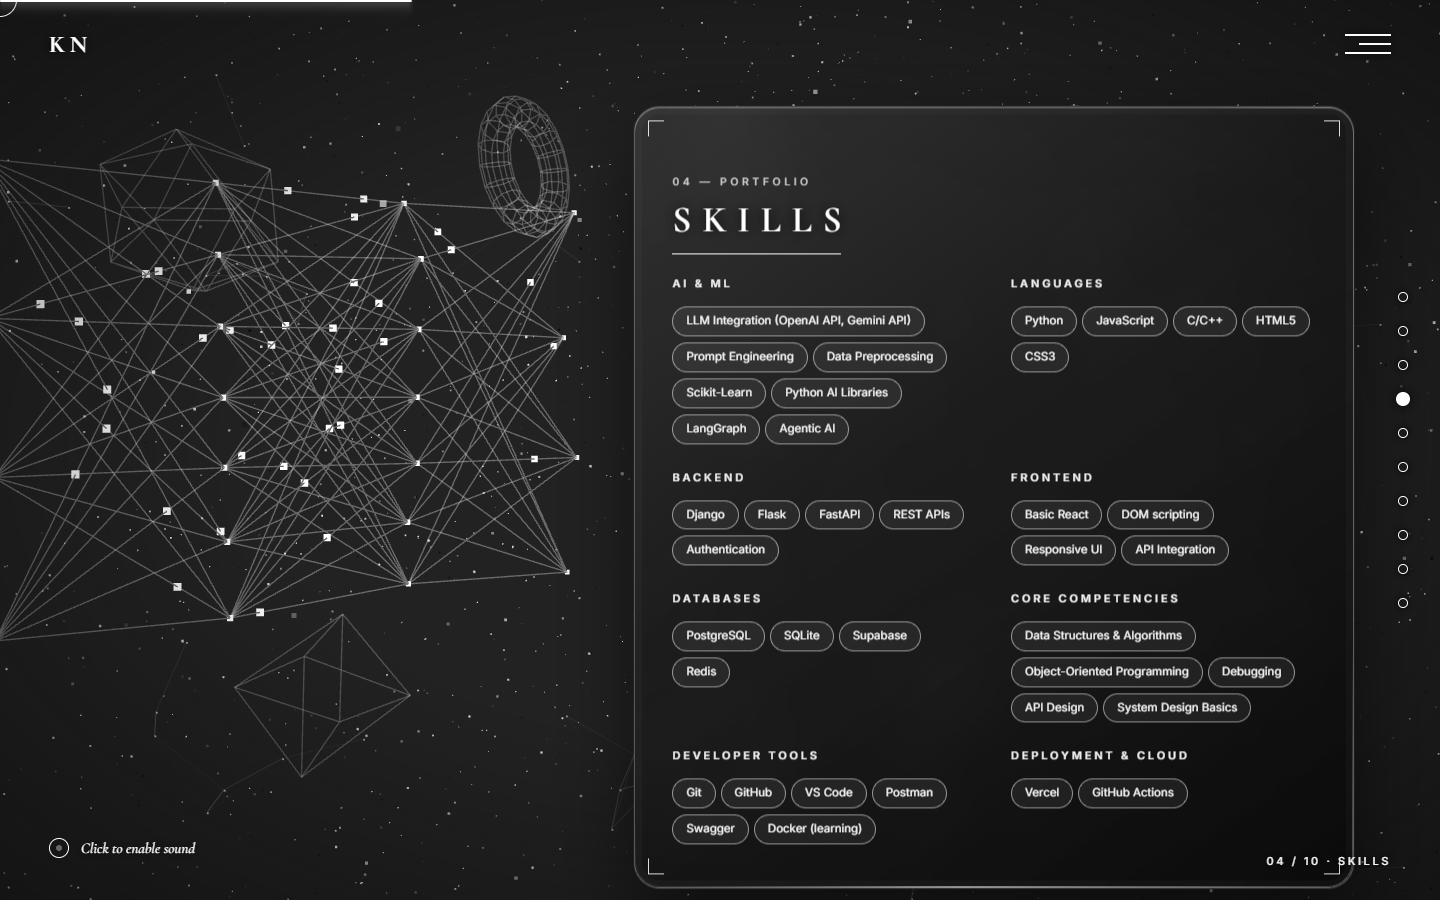 KN
04 — PORTFOLIO
SKILLS
AI & ML
LLM Integration (OpenAI API, Gemini API)
Prompt Engineering Data Preprocessing
Scikit-Learn Python AI Libraries
LangGraph Agentic AI
LANGUAGES
Python JavaScript C/C++ HTML5
CSS3
BACKEND
Django Flask FastAPI REST APIs
Authentication
FRONTEND
Basic React DOM scripting
Responsive UI API Integration
DATABASES
PostgreSQL SQLite Supabase
Redis
CORE COMPETENCIES
Data Structures & Algorithms
Object-Oriented Programming Debugging
API Design System Design Basics
DEVELOPER TOOLS
Git GitHub VS Code Postman
Swagger Docker (learning)
DEPLOYMENT & CLOUD
Vercel GitHub Actions
Click to enable sound
04 / 10 · SKILLS